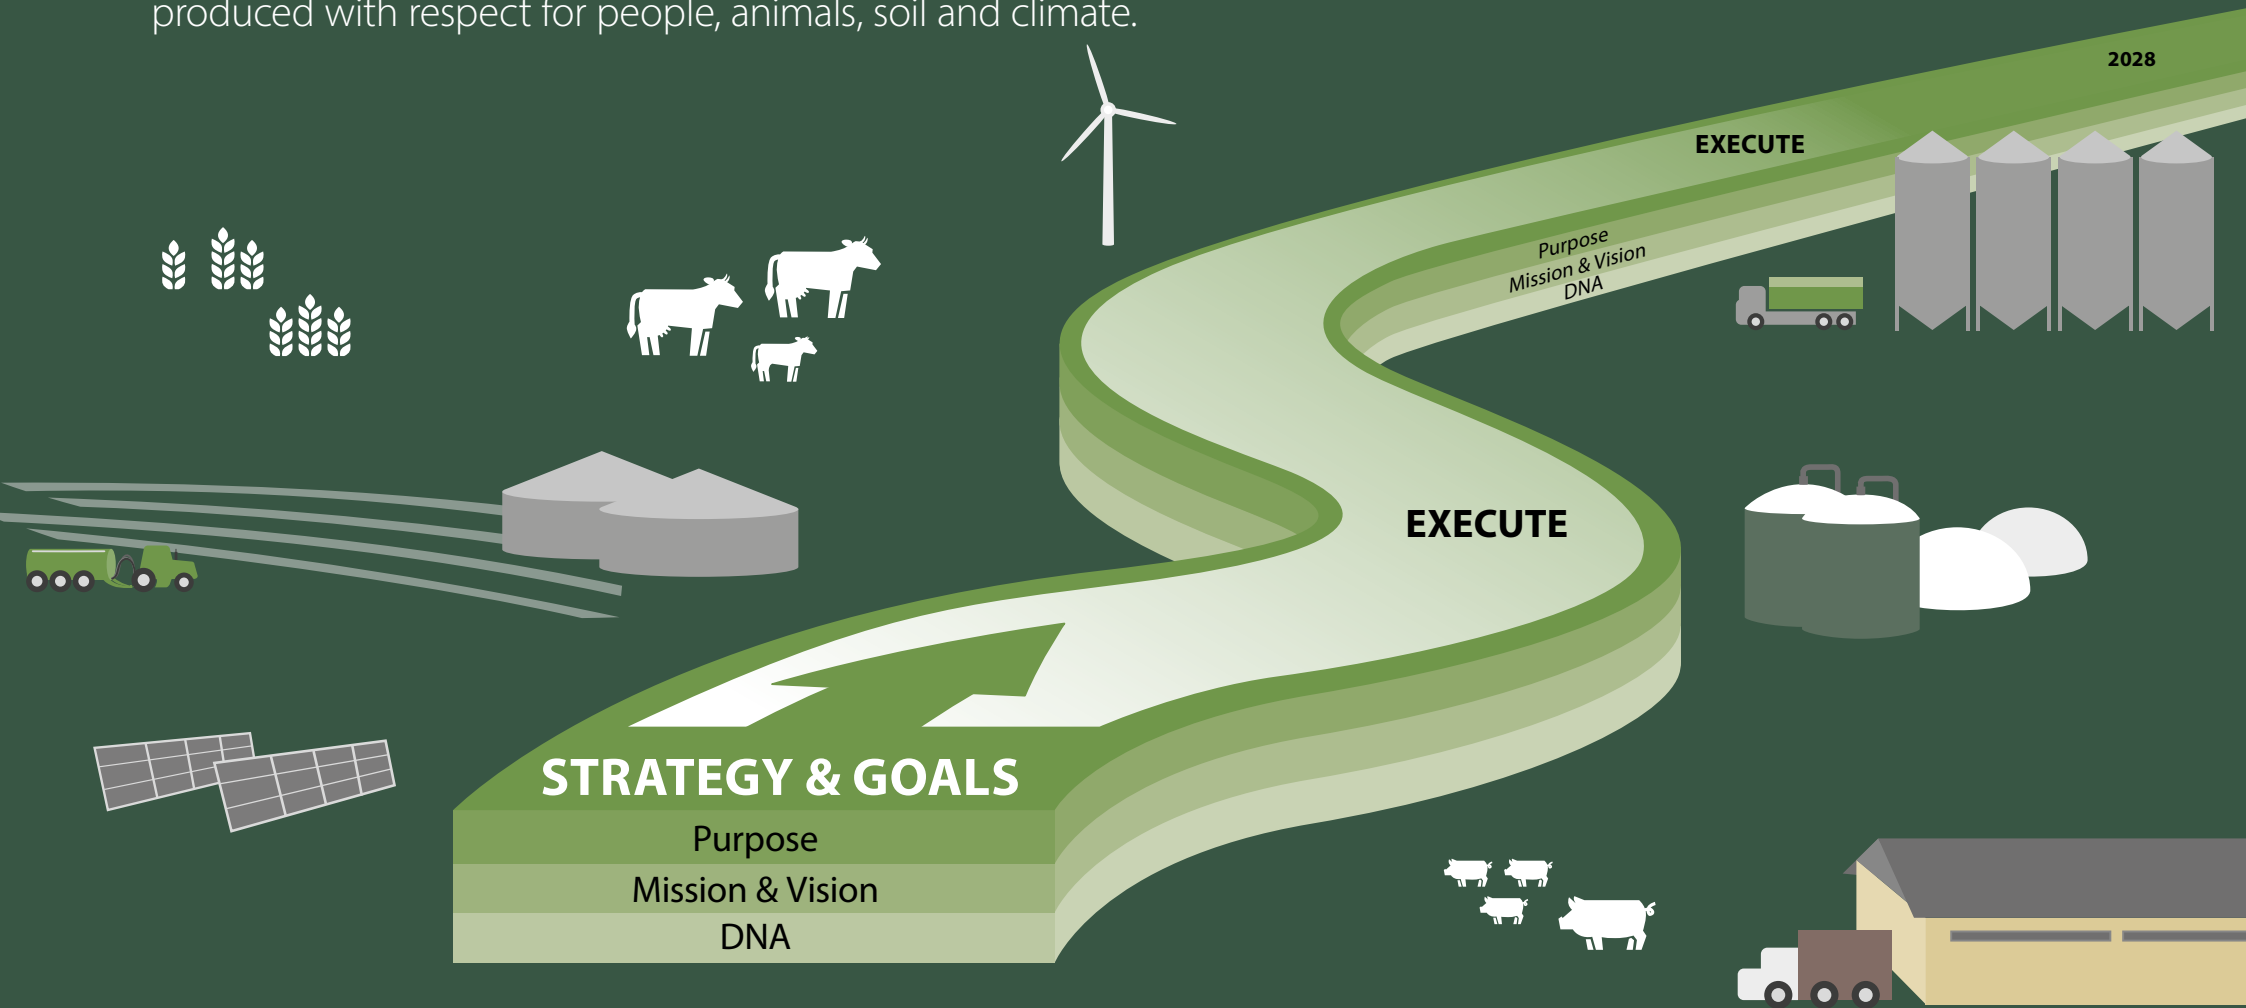 produced with respect for people, animals, soil and climate.
2028
EXECUTE
Purpose
Mission & Vision
DNA
EXECUTE
STRATEGY & GOALS
Purpose
Mission & Vision
DNA